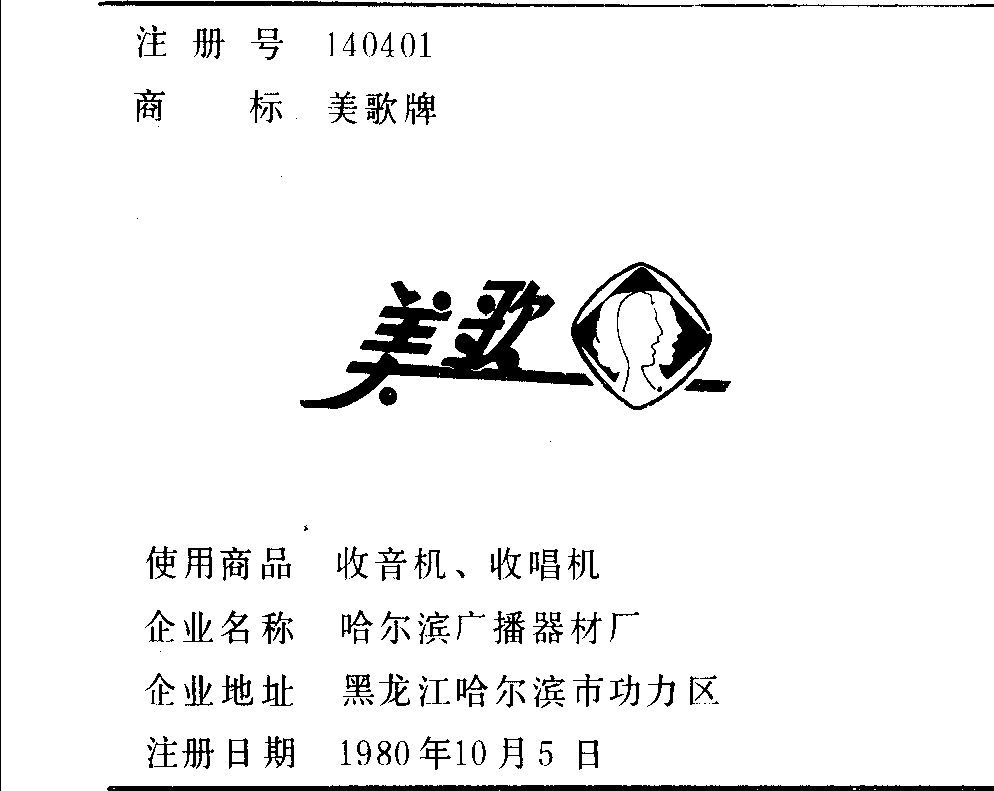 注册号 140401
商标 美歌牌
美歌
使用商品 收音机、收唱机
企业名称 哈尔滨广播器材厂
企业地址 黑龙江哈尔滨市功力区
注册日期 1980年10月5日